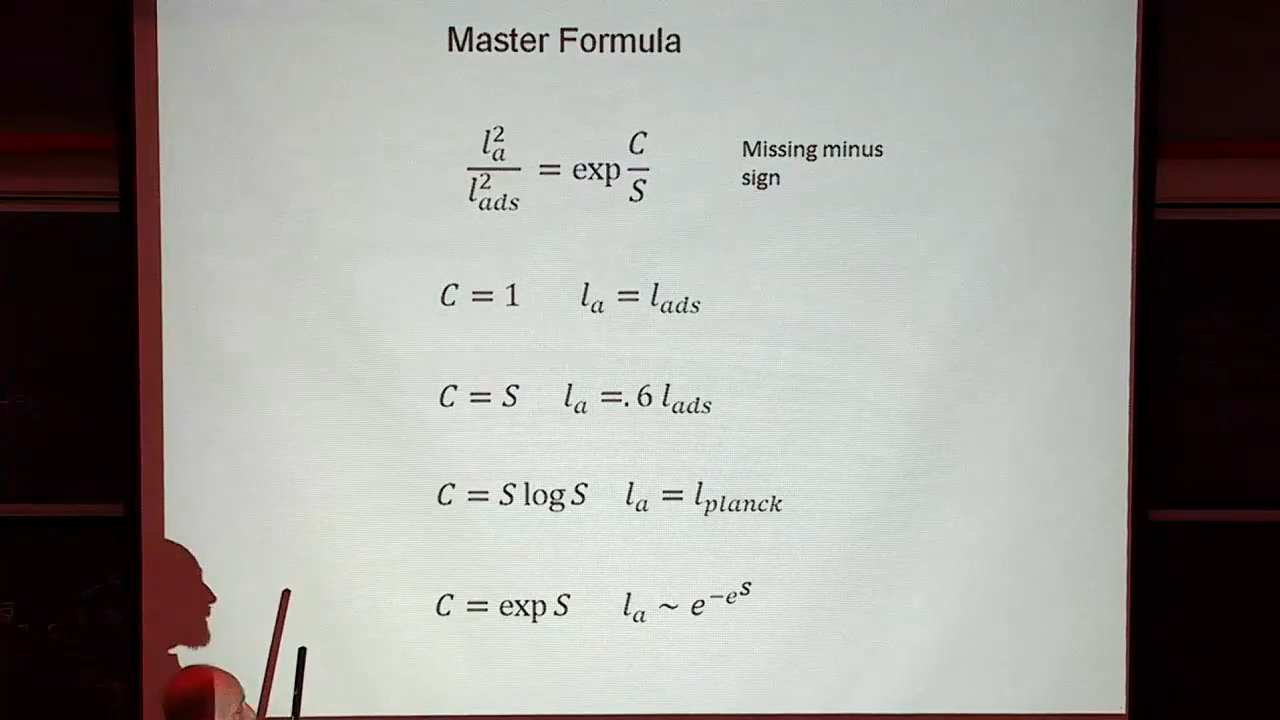 Master Formula
l_a^2 / l_ads^2 = exp C/S
Missing minus
sign
C = 1 l_a = l_ads
C = S l_a =. 6 l_ads
C = S log S l_a = l_planck
C = exp S l_a ~ e^{-e^S}